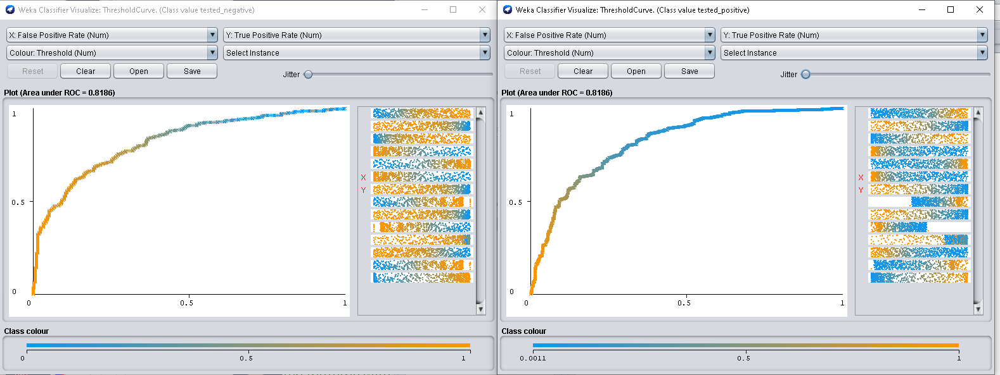 Weka Classifier Visualize: ThresholdCurve. (Class value tested_negative)
X: False Positive Rate (Num)
Y: True Positive Rate (Num)
Colour: Threshold (Num)
Select Instance
Reset
Clear
Open
Save
Jitter
Plot (Area under ROC = 0.8186)
1
0.5
0
0
0.5
1
X
Y
Class colour
0
0.5
1
Weka Classifier Visualize: ThresholdCurve. (Class value tested_positive)
X: False Positive Rate (Num)
Y: True Positive Rate (Num)
Colour: Threshold (Num)
Select Instance
Reset
Clear
Open
Save
Jitter
Plot (Area under ROC = 0.8186)
1
0.5
0
0
0.5
1
X
Y
Class colour
0.0011
0.5
1